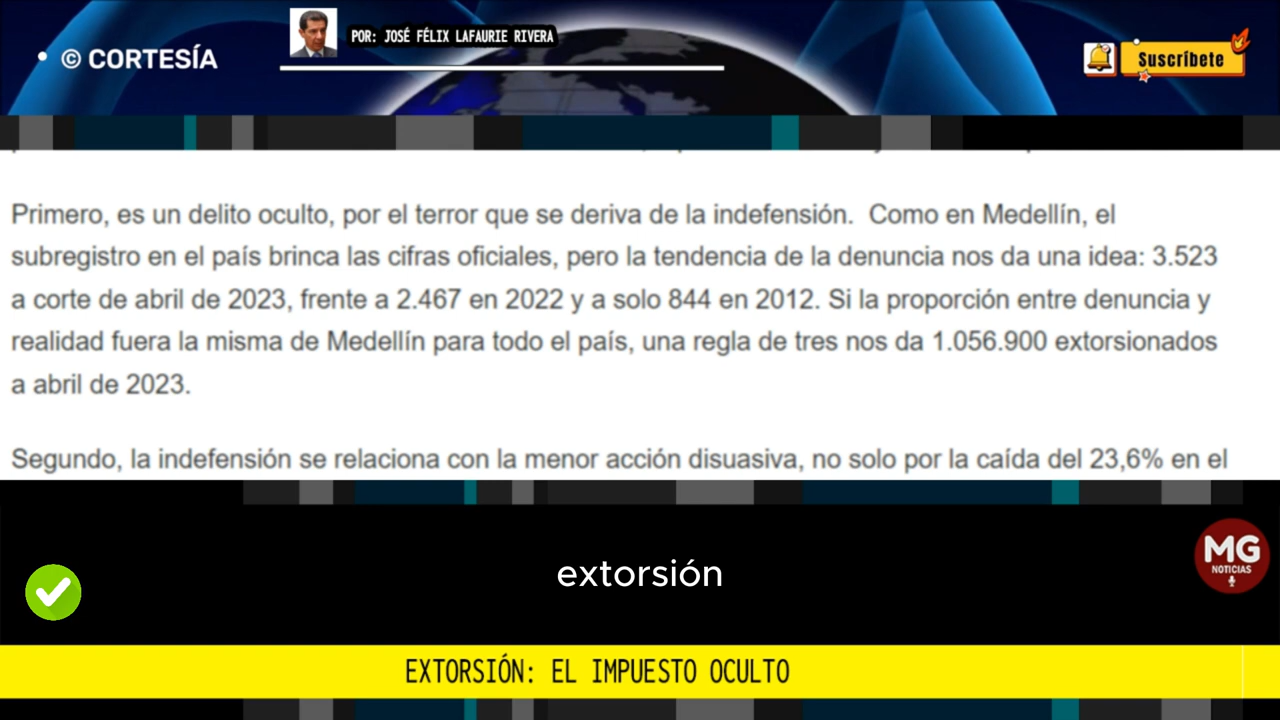 © CORTESÍA
POR: JOSÉ FÉLIX LAFAURIE RIVERA
Suscríbete
Primero, es un delito oculto, por el terror que se deriva de la indefensión.  Como en Medellín, el
subregistro en el país brinca las cifras oficiales, pero la tendencia de la denuncia nos da una idea: 3.523
a corte de abril de 2023, frente a 2.467 en 2022 y a solo 844 en 2012. Si la proporción entre denuncia y
realidad fuera la misma de Medellín para todo el país, una regla de tres nos da 1.056.900 extorsionados
a abril de 2023.
Segundo, la indefensión se relaciona con la menor acción disuasiva, no solo por la caída del 23,6% en el
extorsión
MG
NOTICIAS
EXTORSIÓN: EL IMPUESTO OCULTO